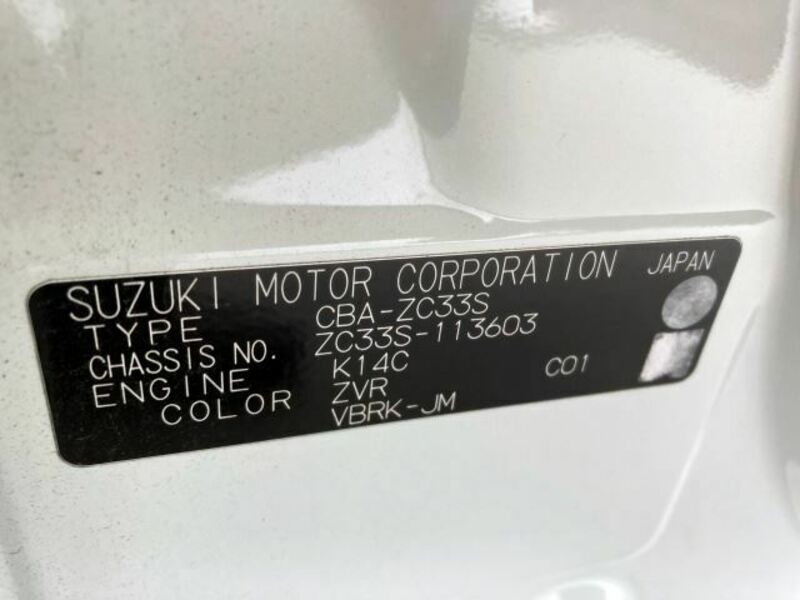 SUZUKI MOTOR CORPORATION JAPAN
TYPE CBA-ZC33S
CHASSIS NO. ZC33S-113603
ENGINE K14C C01
COLOR ZVR
VBRK-JM